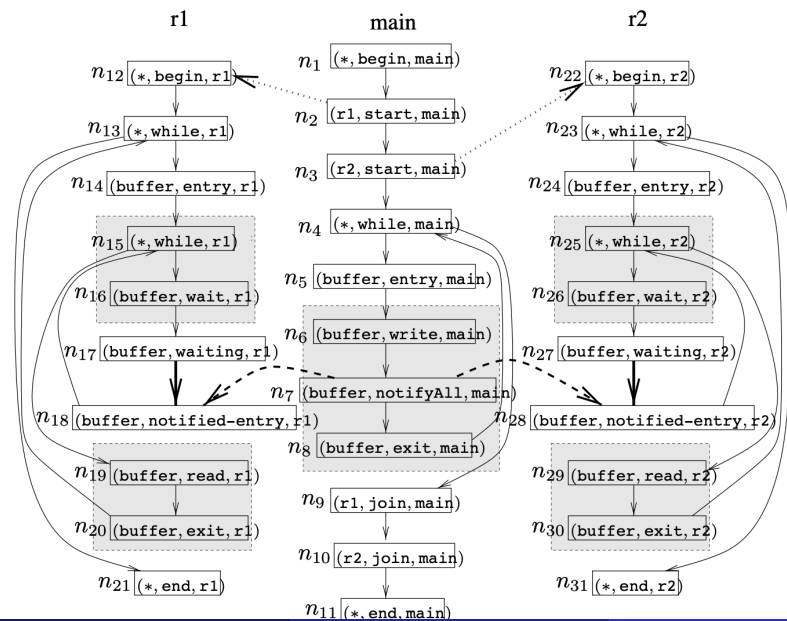 r1
main
r2
n12 (*,begin,r1)
n13 (*,while,r1)
n14 (buffer,entry,r1)
n15 (*,while,r1)
n16 (buffer,wait,r1)
n17 (buffer,waiting,r1)
n18 (buffer,notified-entry,r1)
n19 (buffer,read,r1)
n20 (buffer,exit,r1)
n21 (*,end,r1)
n1 (*,begin,main)
n2 (r1,start,main)
n3 (r2,start,main)
n4 (*,while,main)
n5 (buffer,entry,main)
n6 (buffer,write,main)
n7 (buffer,notifyAll,main)
n8 (buffer,exit,main)
n9 (r1,join,main)
n10 (r2,join,main)
n11 (*,end,main)
n22 (*,begin,r2)
n23 (*,while,r2)
n24 (buffer,entry,r2)
n25 (*,while,r2)
n26 (buffer,wait,r2)
n27 (buffer,waiting,r2)
n28 (buffer,notified-entry,r2)
n29 (buffer,read,r2)
n30 (buffer,exit,r2)
n31 (*,end,r2)